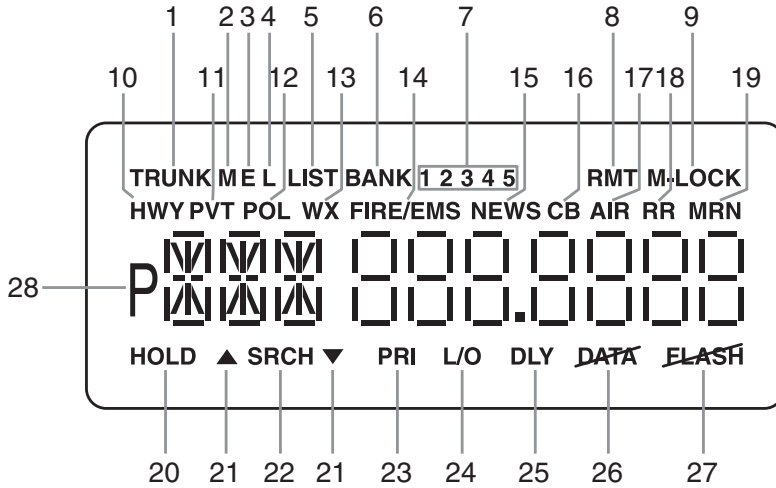 1 2 3 4 5 6 7 8 9
10 11 12 13 14 15 16 17 18 19
TRUNK M E L LIST BANK 1 2 3 4 5 RMT M-LOCK
HWY PVT POL WX FIRE/EMS NEWS CB AIR RR MRN
28 P
HOLD ▲ SRCH ▼ PRI L/O DLY DATA FLASH
20 21 22 21 23 24 25 26 27